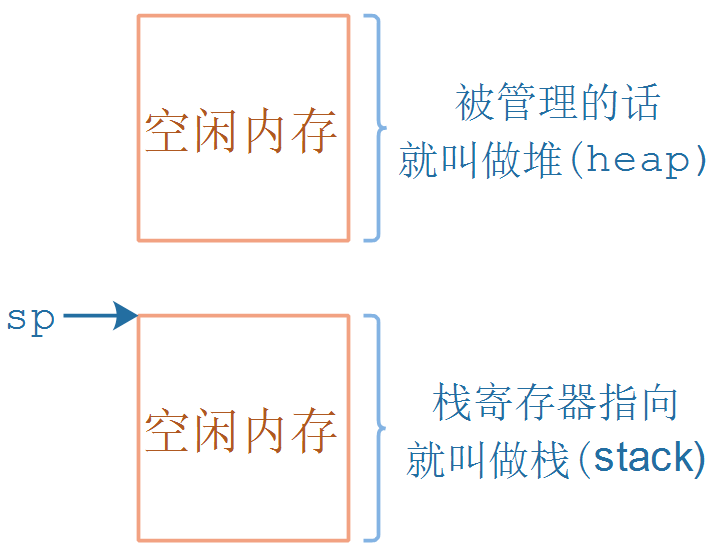 空闲内存
被管理的话
就叫做堆(heap)
sp
空闲内存
栈寄存器指向
就叫做栈(stack)